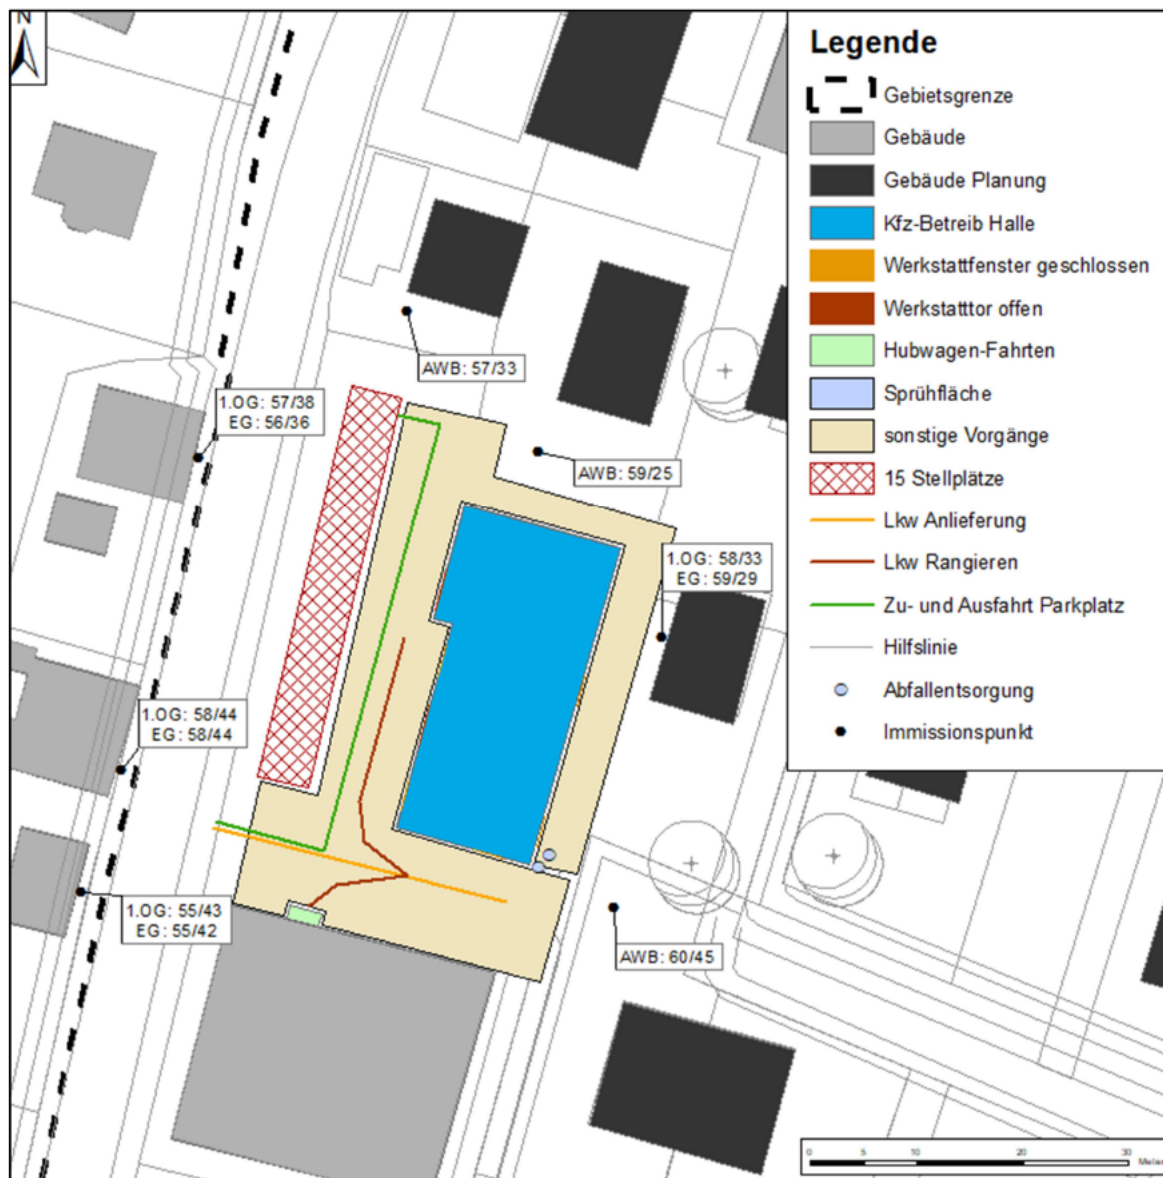 N
Legende
Gebietsgrenze
Gebäude
Gebäude Planung
Kfz-Betreib Halle
Werkstattfenster geschlossen
Werkstatttor offen
Hubwagen-Fahrten
Sprühfläche
sonstige Vorgänge
15 Stellplätze
Lkw Anlieferung
Lkw Rangieren
Zu- und Ausfahrt Parkplatz
Hilfslinie
Abfallentsorgung
Immissionspunkt
AWB: 57/33
1.OG: 57/38
EG: 56/36
AWB: 59/25
1.OG: 58/33
EG: 59/29
1.OG: 58/44
EG: 58/44
1.OG: 55/43
EG: 55/42
AWB: 60/45
0 5 10 20 30
Meter